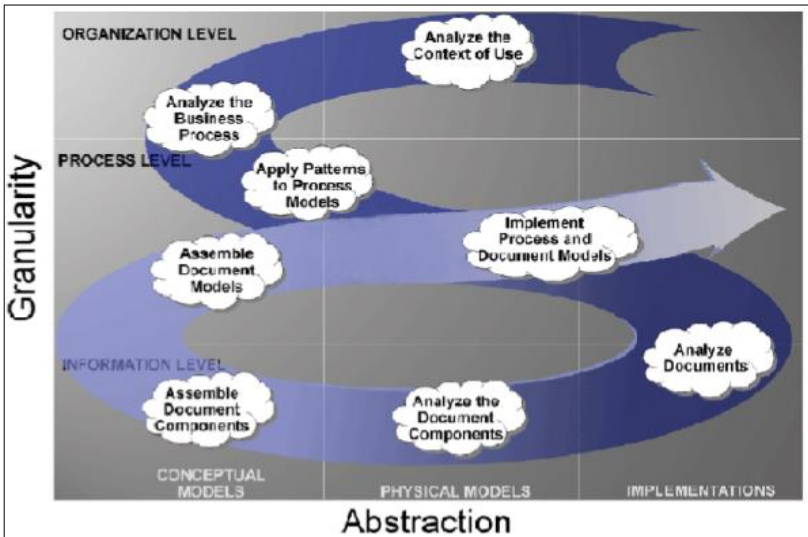 ORGANIZATION LEVEL
Analyze the
Context of Use
Analyze the
Business
Process
PROCESS LEVEL
Apply Patterns
to Process
Models
Granularity
Implement
Process and
Document Models
Assemble
Document
Models
INFORMATION LEVEL
Analyze
Documents
Assemble
Document
Components
Analyze the
Document
Components
CONCEPTUAL
MODELS
PHYSICAL MODELS
IMPLEMENTATIONS
Abstraction